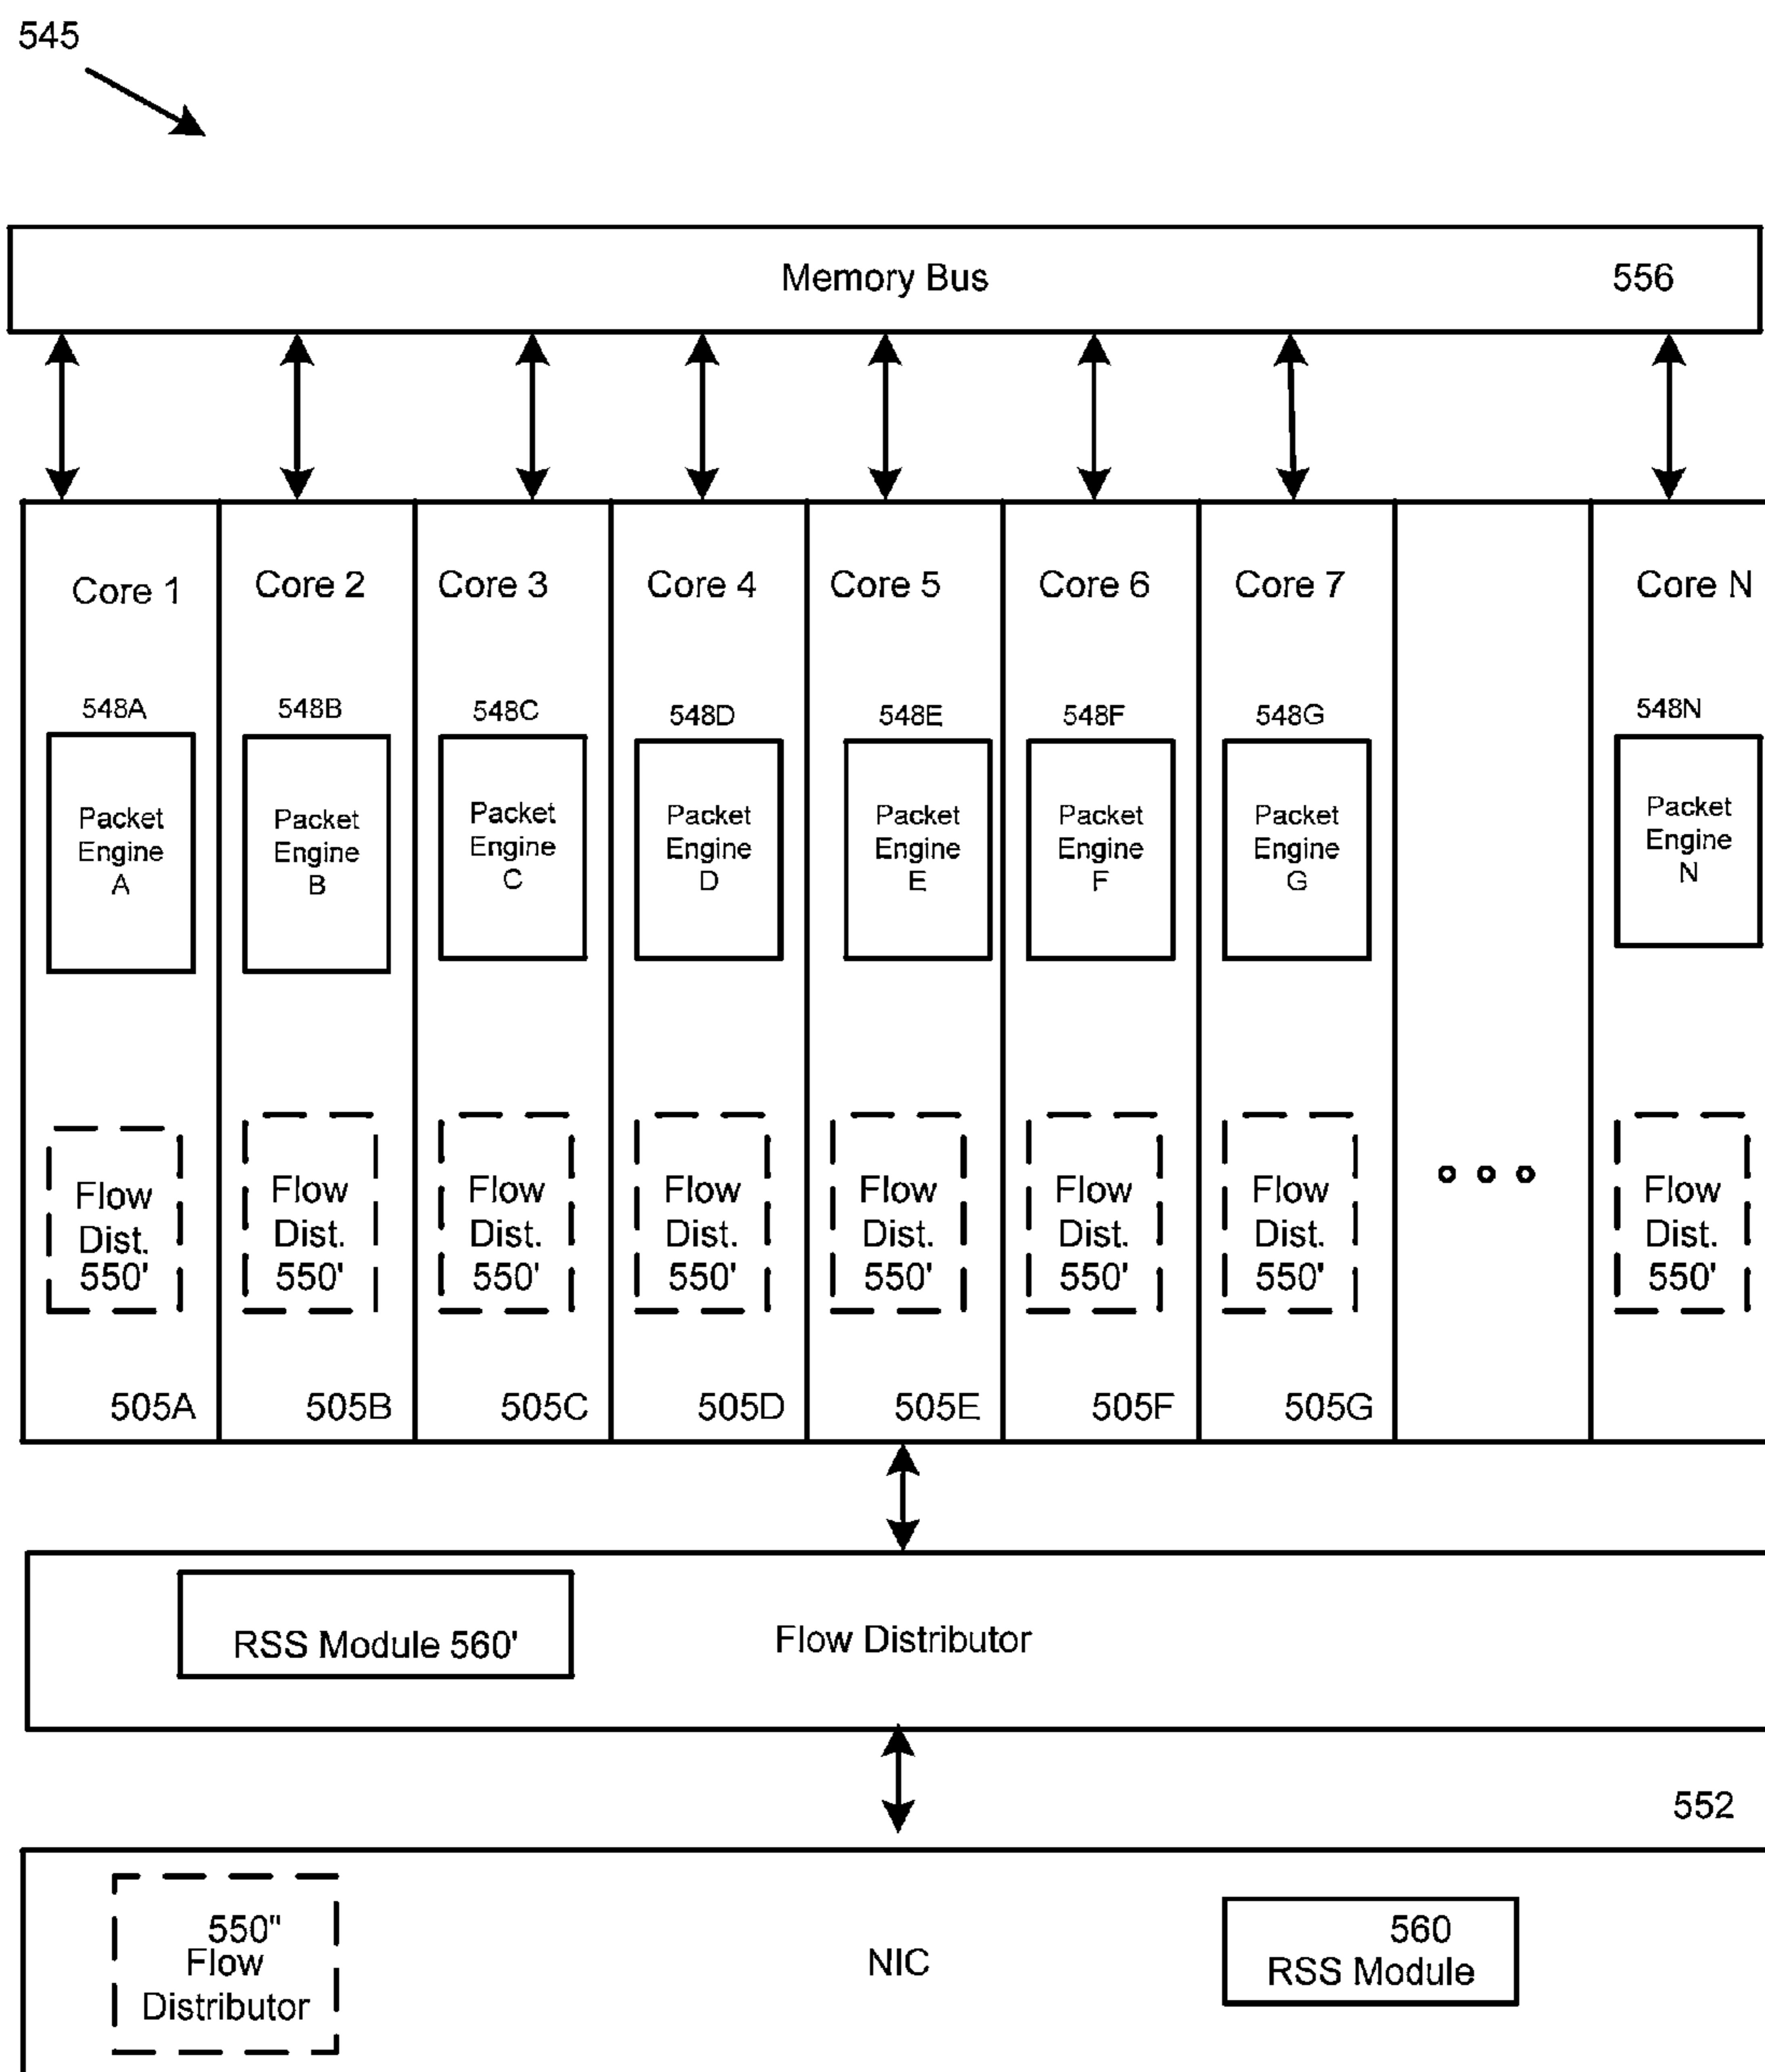 545
Memory Bus 556
Core 1 Core 2 Core 3 Core 4 Core 5 Core 6 Core 7 Core N
548A 548B 548C 548D 548E 548F 548G 548N
Packet Packet Packet Packet Packet Packet Packet Packet
Engine Engine Engine Engine Engine Engine Engine Engine
A B C D E F G N
Flow Flow Flow Flow Flow Flow Flow Flow
Dist. Dist. Dist. Dist. Dist. Dist. Dist. Dist.
550' 550' 550' 550' 550' 550' 550' 550'
505A 505B 505C 505D 505E 505F 505G
RSS Module 560' Flow Distributor
552
550"
Flow
Distributor
NIC
560
RSS Module